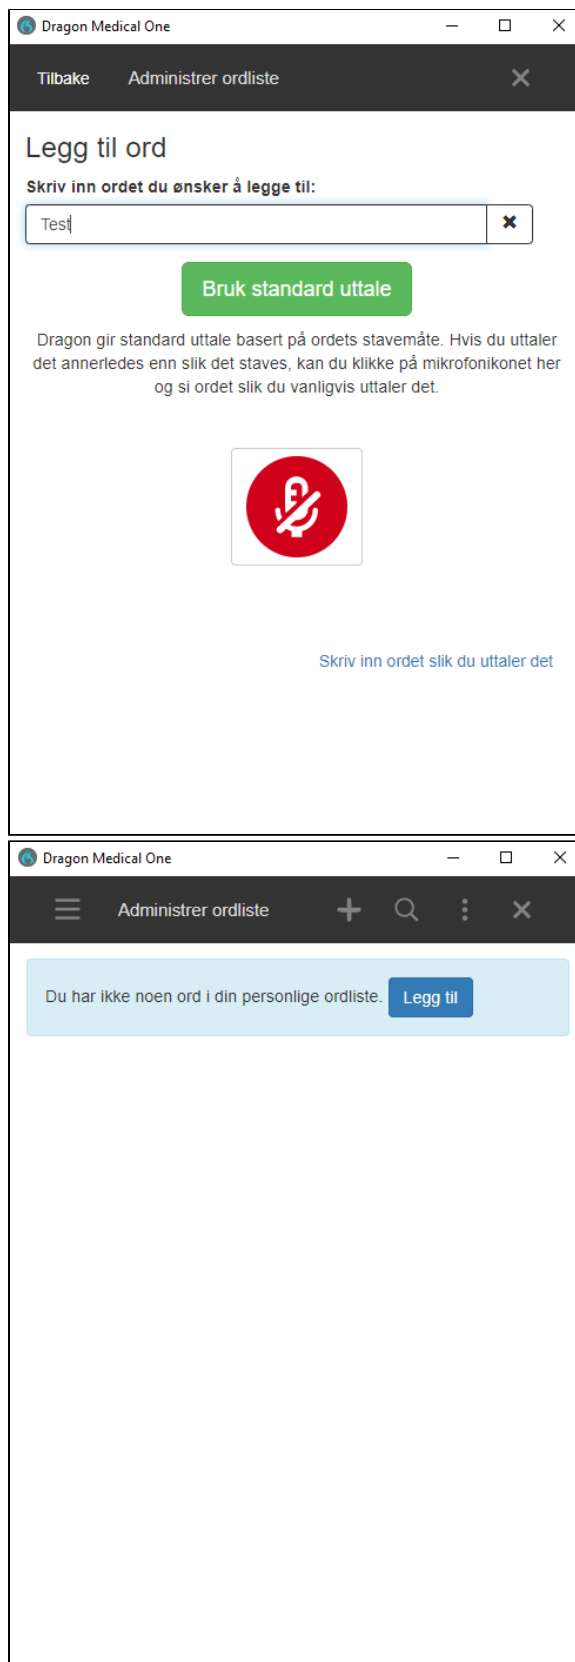 Dragon Medical One
Tilbake Administrer ordliste
Legg til ord
Skriv inn ordet du ønsker å legge til:
Test
Bruk standard uttale
Dragon gir standard uttale basert på ordets stavemåte. Hvis du uttaler
det annerledes enn slik det staves, kan du klikke på mikrofonikonet her
og si ordet slik du vanligvis uttaler det.
Skriv inn ordet slik du uttaler det
Dragon Medical One
Administrer ordliste
Du har ikke noen ord i din personlige ordliste. Legg til